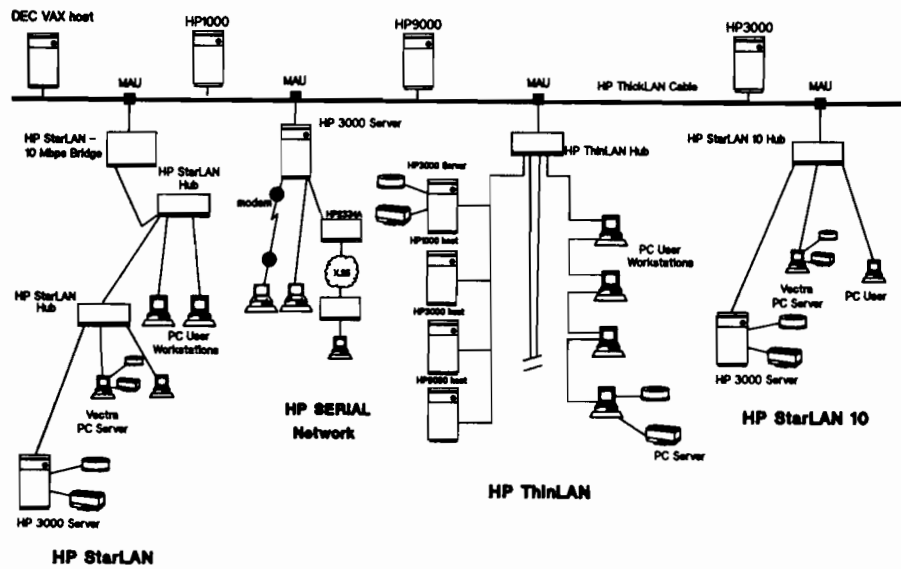 DEC VAX host
HP1000
HP9000
HP3000
MAU
MAU
MAU
HP ThickLAN Cable
MAU
HP StarLAN -
10 Mbps Bridge
HP 3000 Server
HP ThinLAN Hub
HP StarLAN 10 Hub
HP StarLAN
Hub
modem
HP2334A
X.25
HP3000 Server
HP1000 host
HP3000 host
HP9000 host
PC User
Workstations
HP StarLAN
Hub
PC User
Workstations
Vectra
PC Server
HP 3000 Server
HP StarLAN
HP SERIAL
Network
PC Server
HP ThinLAN
Vectra
PC Server
PC User
HP 3000 Server
HP StarLAN 10